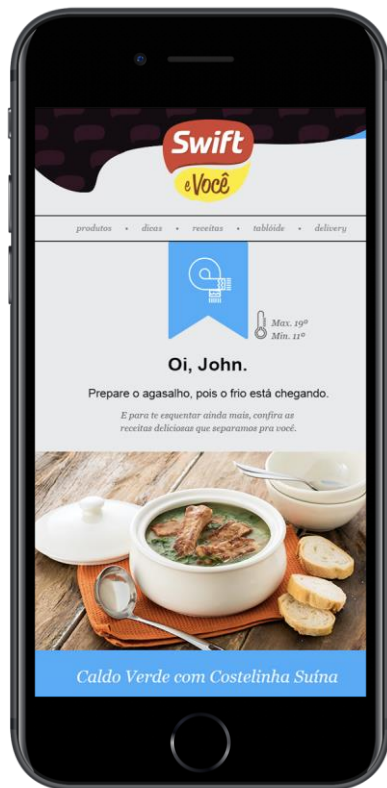 Swift
e Você
produtos • dicas • receitas • tablóide • delivery
Max. 19º
Min. 11º
Oi, John.
Prepare o agasalho, pois o frio está chegando.
E para te esquentar ainda mais, confira as
receitas deliciosas que separamos pra você.
Caldo Verde com Costelinha Suína